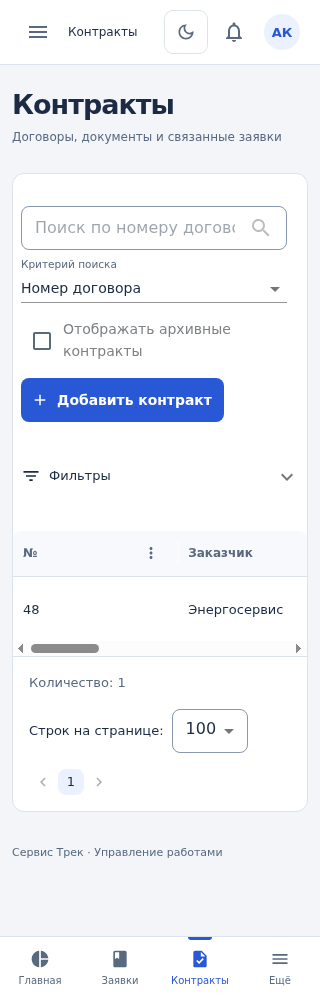 Контракты
АК
Контракты
Договоры, документы и связанные заявки
Поиск по номеру догово
Критерий поиска
Номер договора
Отображать архивные
контракты
Добавить контракт
Фильтры
№ Заказчик
48 Энергосервис
Количество: 1
Строк на странице: 100
1
Сервис Трек · Управление работами
Главная Заявки Контракты Ещё